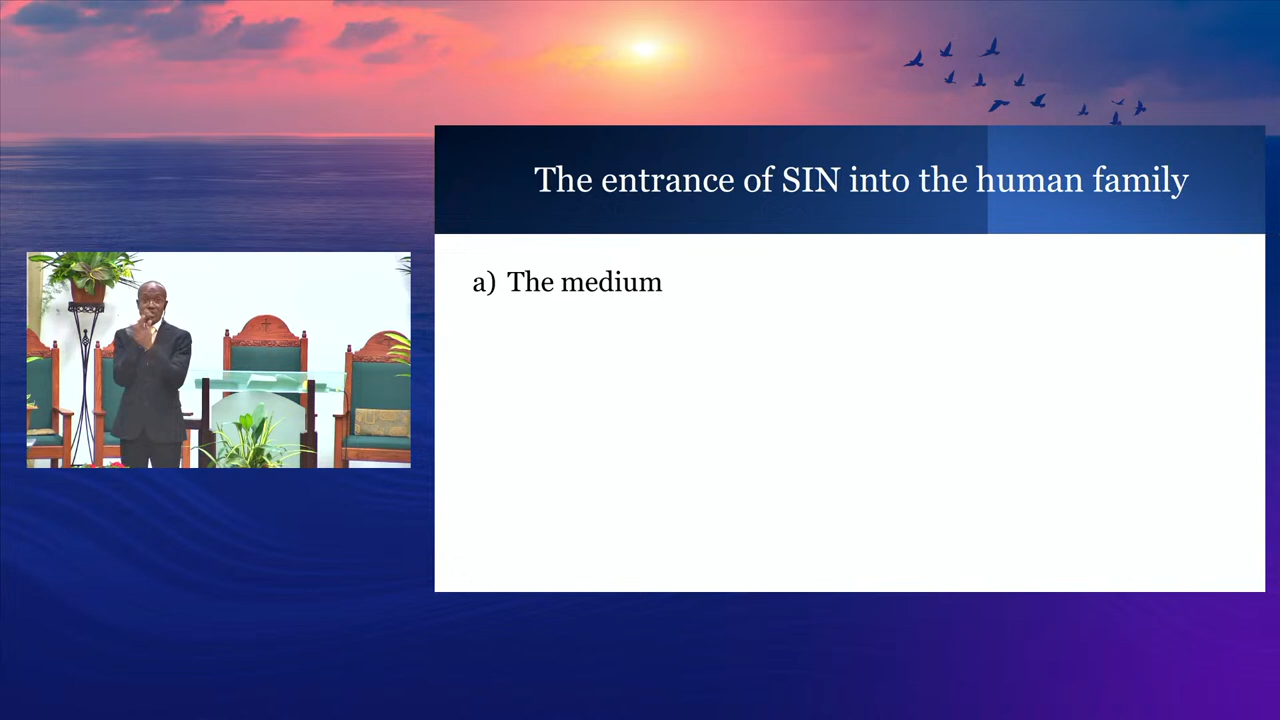 The entrance of SIN into the human family
a) The medium